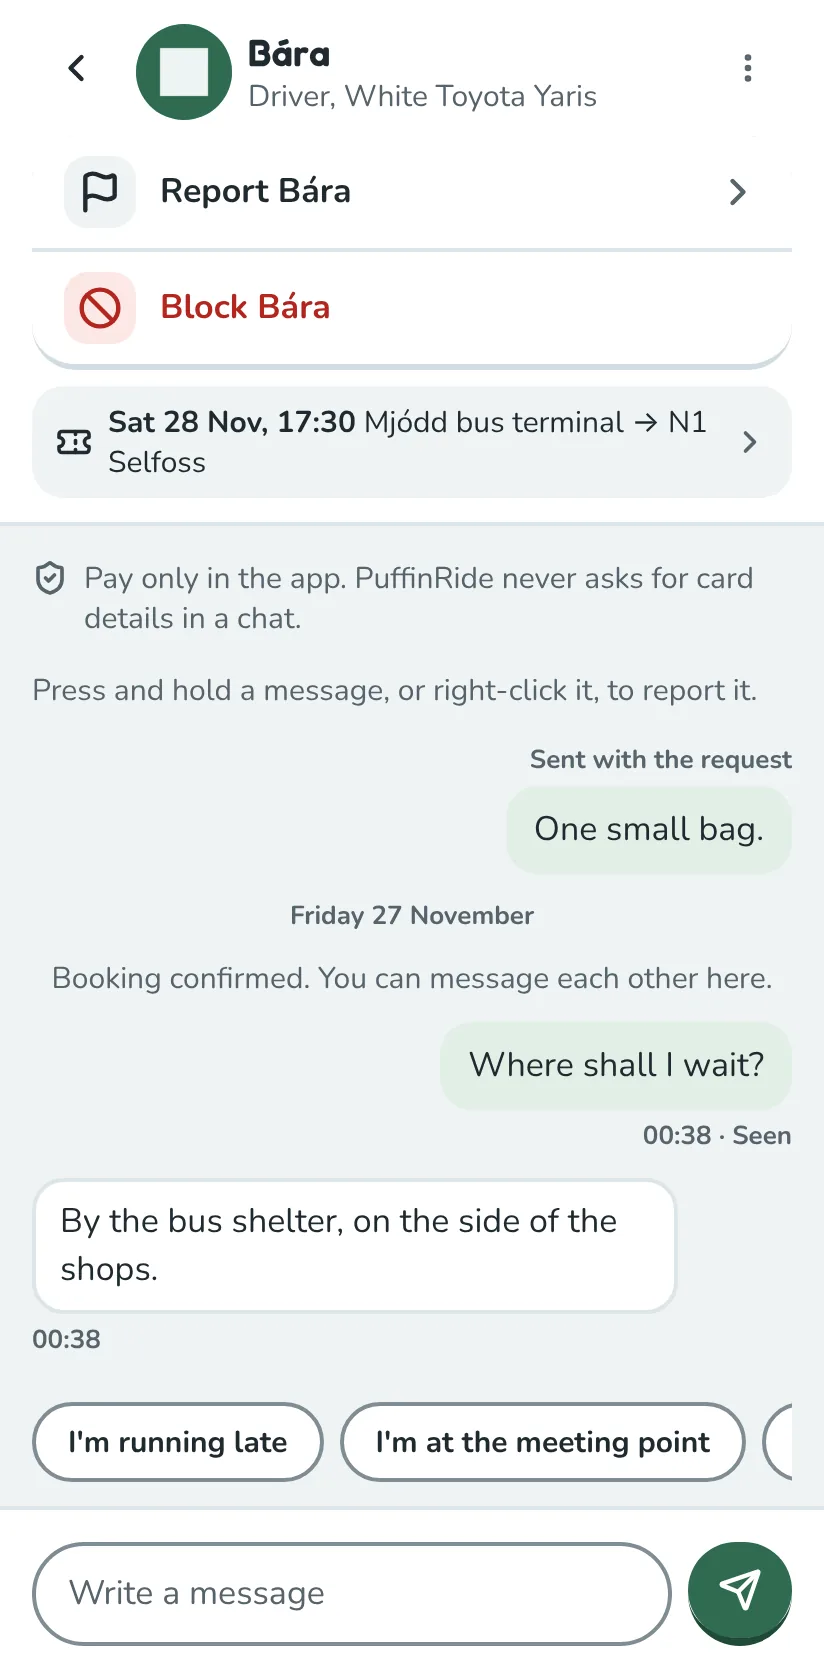 Bára
Driver, White Toyota Yaris
Report Bára
Block Bára
Sat 28 Nov, 17:30 Mjódd bus terminal → N1
Selfoss
Pay only in the app. PuffinRide never asks for card
details in a chat.
Press and hold a message, or right-click it, to report it.
Sent with the request
One small bag.
Friday 27 November
Booking confirmed. You can message each other here.
Where shall I wait?
00:38 · Seen
By the bus shelter, on the side of the
shops.
00:38
I'm running late
I'm at the meeting point
Write a message